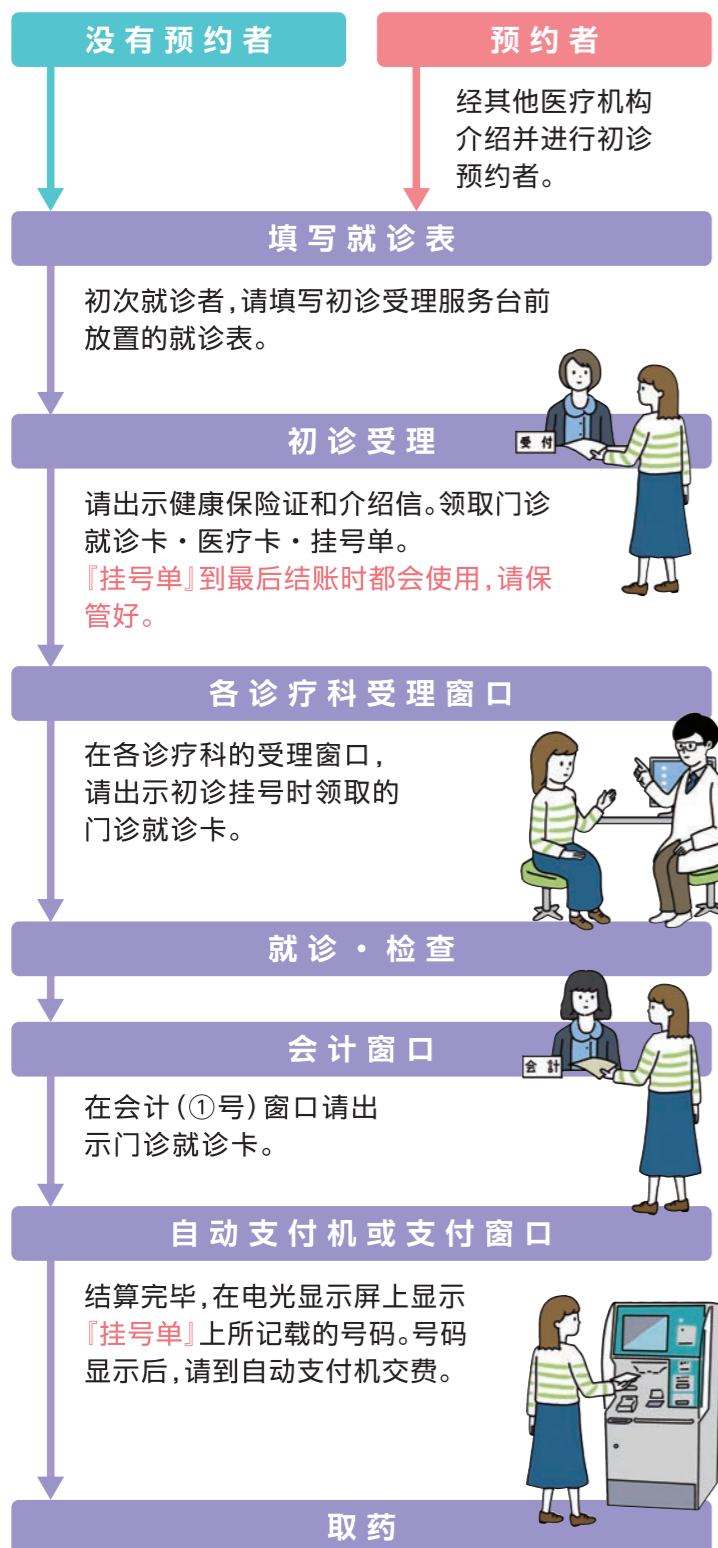 没有预约者
预约者
经其他医疗机构
介绍并进行初诊
预约者。
填写就诊表
初次就诊者,请填写初诊受理服务台前
放置的就诊表。
初诊受理
受付
请出示健康保险证和介绍信。领取门诊
就诊卡・医疗卡・挂号单。
『挂号单』到最后结账时都会使用,请保
管好。
各诊疗科受理窗口
在各诊疗科的受理窗口,
请出示初诊挂号时领取的
门诊就诊卡。
就诊・检查
会计窗口
会計
在会计(①号)窗口请出
示门诊就诊卡。
自动支付机或支付窗口
结算完毕,在电光显示屏上显示
『挂号单』上所记载的号码。号码
显示后,请到自动支付机交费。
取药